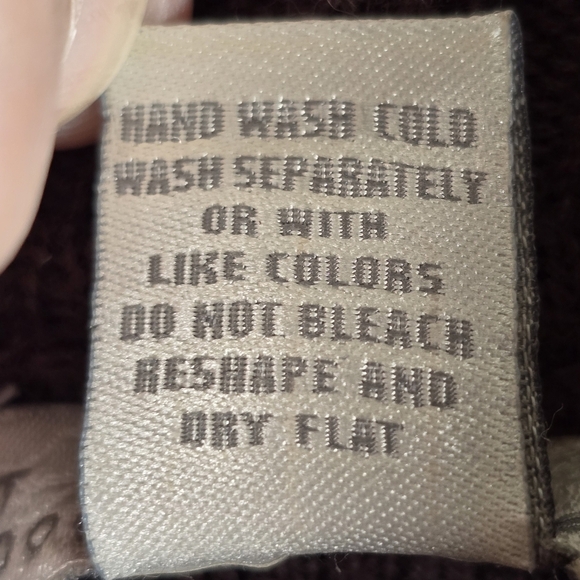 HAND WASH COLD
WASH SEPARATELY
OR WITH
LIKE COLORS
DO NOT BLEACH
RESHAPE AND
DRY FLAT